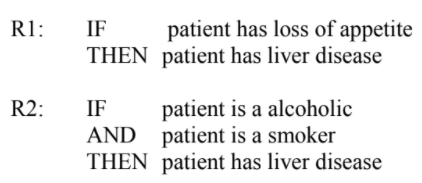 R1: IF patient has loss of appetite
THEN patient has liver disease
R2: IF patient is a alcoholic
AND patient is a smoker
THEN patient has liver disease